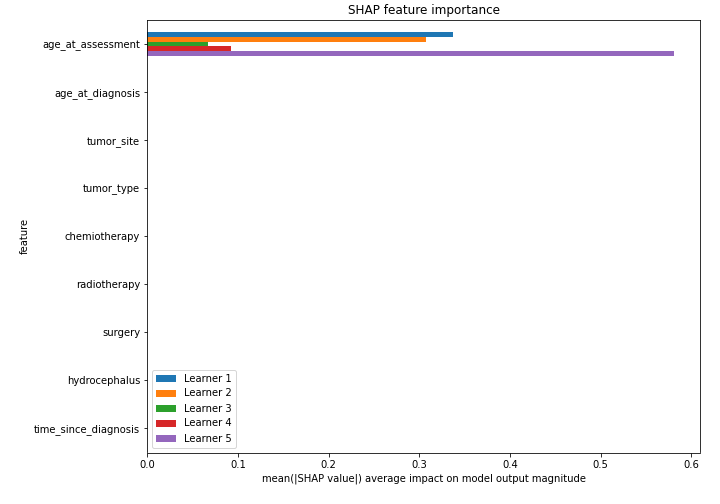 SHAP feature importance
feature
age_at_assessment
age_at_diagnosis
tumor_site
tumor_type
chemiotherapy
radiotherapy
surgery
hydrocephalus
time_since_diagnosis
Learner 1
Learner 2
Learner 3
Learner 4
Learner 5
0.0 0.1 0.2 0.3 0.4 0.5 0.6
mean(|SHAP value|) average impact on model output magnitude